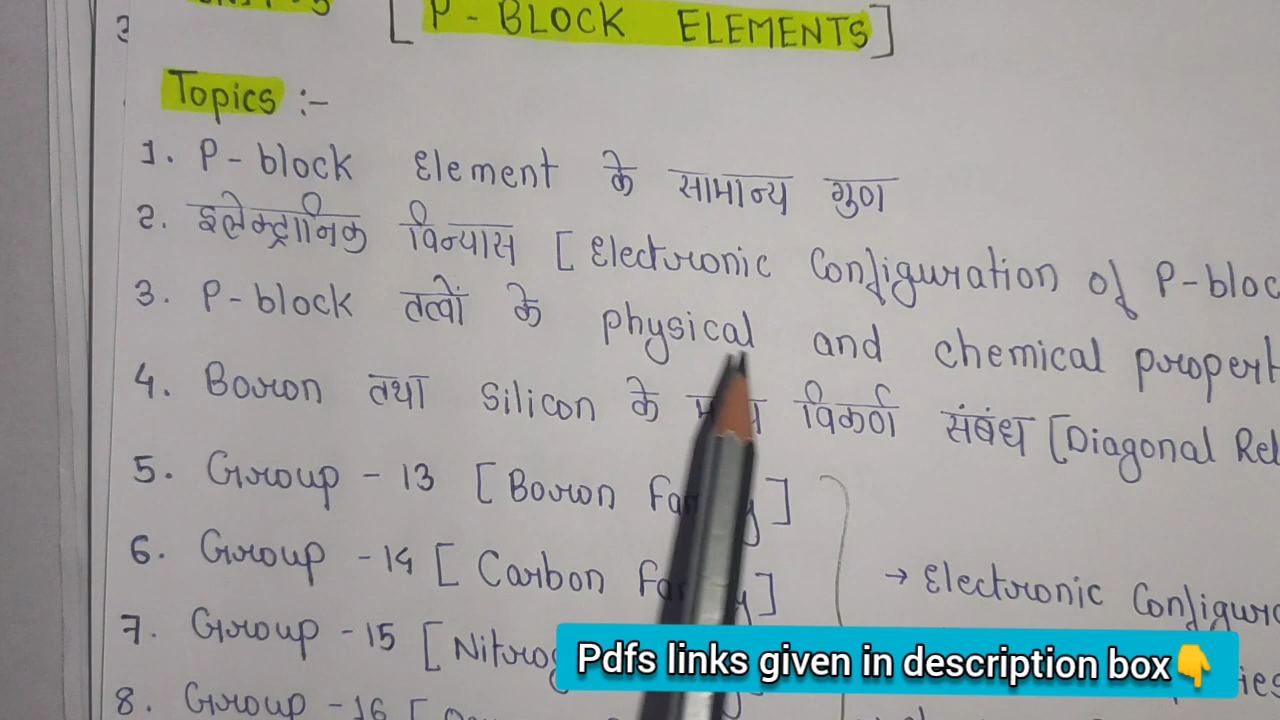 [P - BLOCK ELEMENTS]
Topics :-
1. P-block Element के सामान्य गुण
2. इलेक्ट्रानिक विन्यास [Electronic Configuration of P-bloc
3. P-block तत्वों के physical and chemical propert
4. Boron तथा Silicon के विकर्ण संबंध [Diagonal Rel
5. Group - 13 [Boron Fa y]
6. Group - 14 [Carbon Fa y]
→ Electronic Configura
7. Group - 15 [Nitrog
ies
8. Group - 16 [
Pdfs links given in description box👇